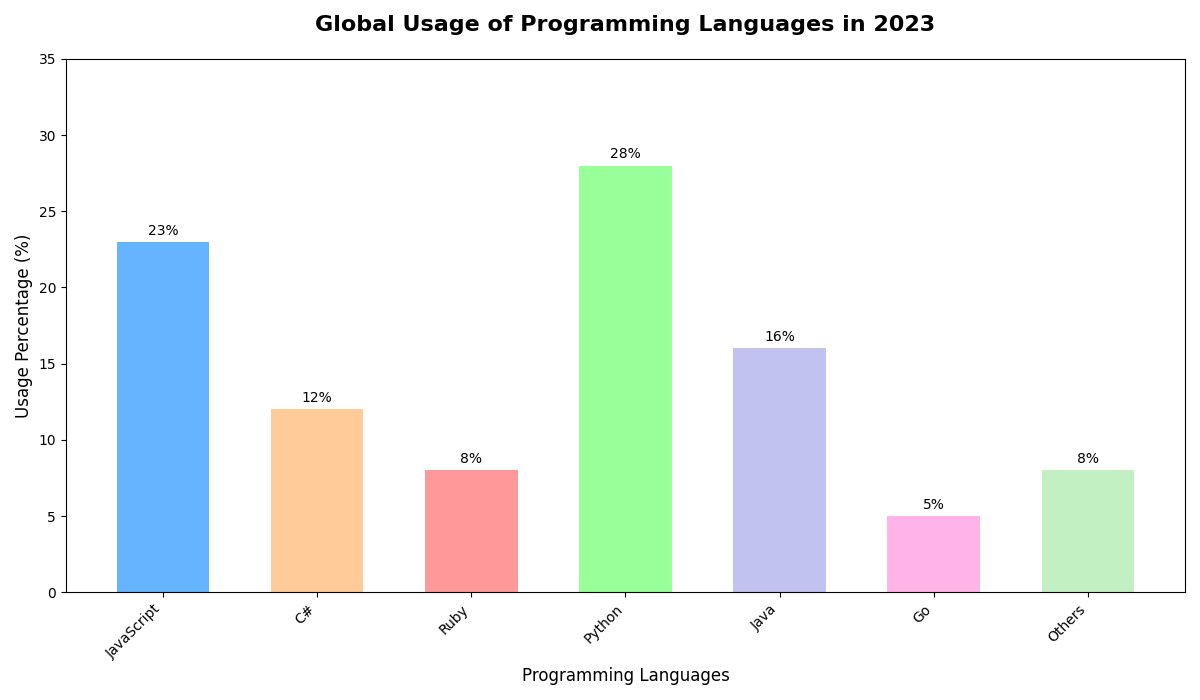 Global Usage of Programming Languages in 2023
Usage Percentage (%)
35
30
25
20
15
10
5
0
23%
12%
8%
28%
16%
5%
8%
JavaScript
C#
Ruby
Python
Java
Go
Others
Programming Languages